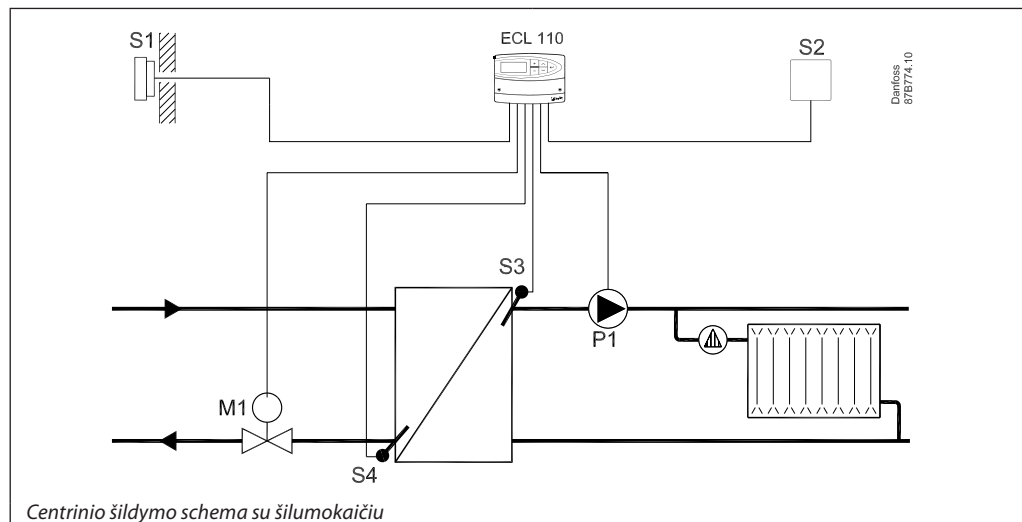 S1
ECL 110
S2
Danfoss
87B774.10
S3
P1
M1
S4
Centrinio šildymo schema su šilumokaičiu